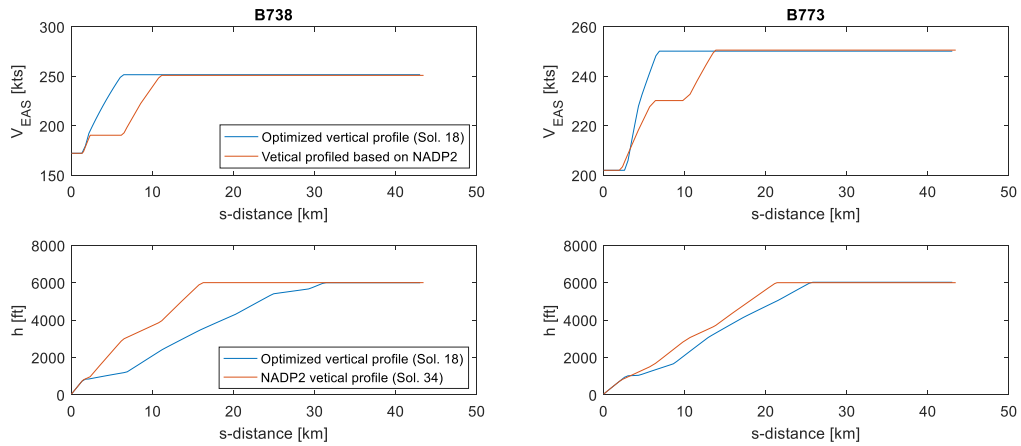 B738
300
250
200
150
V_EAS [kts]
Optimized vertical profile (Sol. 18)
Vetical profiled based on NADP2
0 10 20 30 40 50
s-distance [km]
B773
260
240
220
200
V_EAS [kts]
0 10 20 30 40 50
s-distance [km]
8000
6000
4000
2000
0
h [ft]
Optimized vertical profile (Sol. 18)
NADP2 vetical profile (Sol. 34)
0 10 20 30 40 50
s-distance [km]
8000
6000
4000
2000
0
h [ft]
0 10 20 30 40 50
s-distance [km]